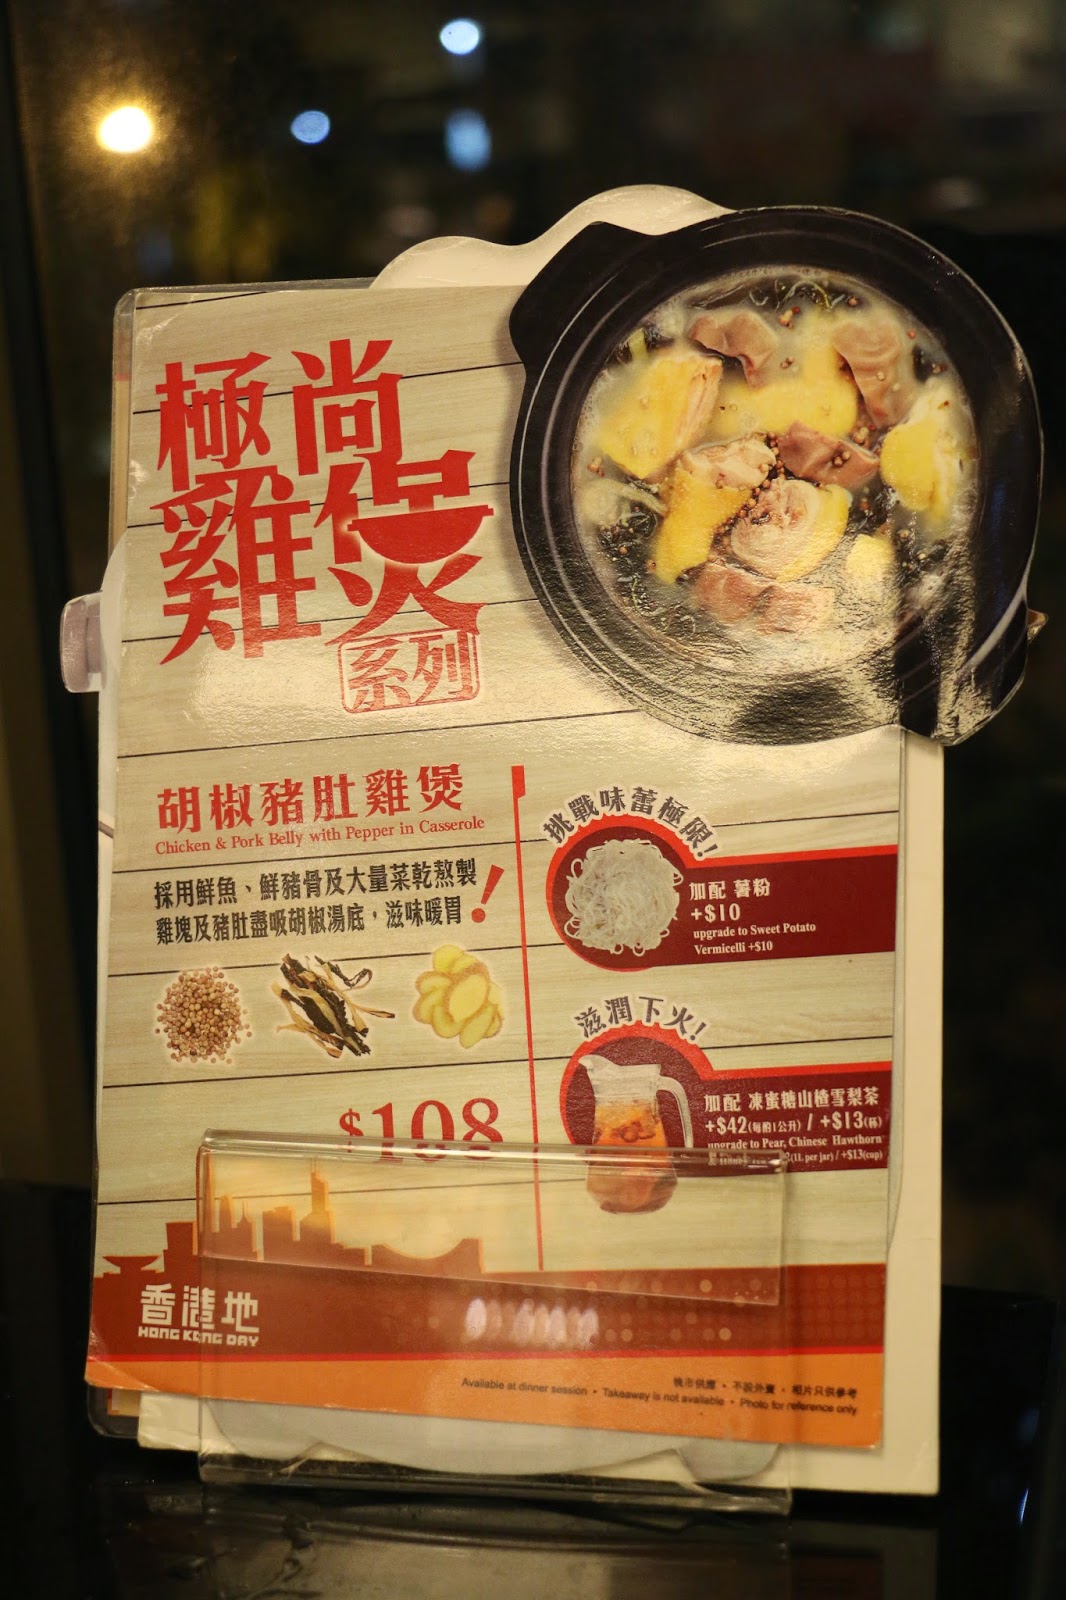 極尚
雞煲
系列
胡椒豬肚雞煲
Chicken & Pork Belly with Pepper in Casserole
採用鮮魚、鮮豬骨及大量菜乾熬製
雞塊及豬肚盡吸胡椒湯底，滋味暖胃！
$108
挑戰味蕾極限!
加配 薯粉
+$10
upgrade to Sweet Potato
Vermicelli +$10
滋潤下火!
加配 凍蜜糖山楂雪梨茶
+$42(每酌1公升) / +$13(杯)
upgrade to Pear, Chinese Hawthorn
(1L per jar) / +$13(cup)
香港地
HONG KONG DAY
晚市供應 • 不設外賣 • 相片只供參考
Available at dinner session • Takeaway is not available • Photo for reference only